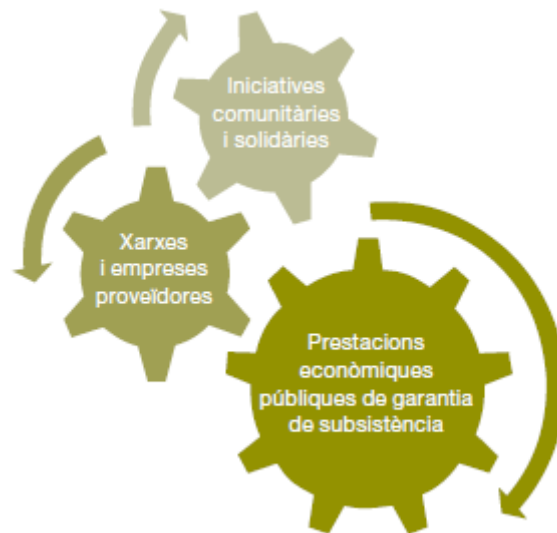 Iniciatives
comunitàries
i solidàries
Xarxes
i empreses
proveïdores
Prestacions
econòmiques
públiques de garantia
de subsistència